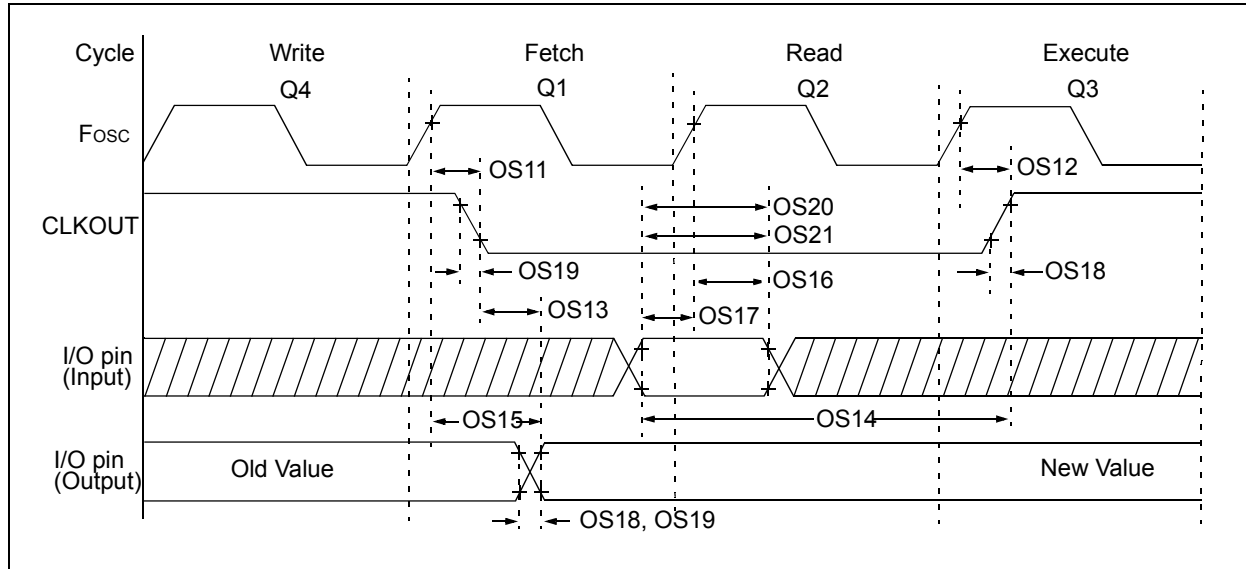 Cycle Write Fetch Read Execute
Q4 Q1 Q2 Q3
FOSC
OS11 OS12
CLKOUT
OS20
OS21
OS19 OS16 OS18
OS13 OS17
I/O pin
(Input)
OS15 OS14
I/O pin
(Output)
Old Value New Value
OS18, OS19